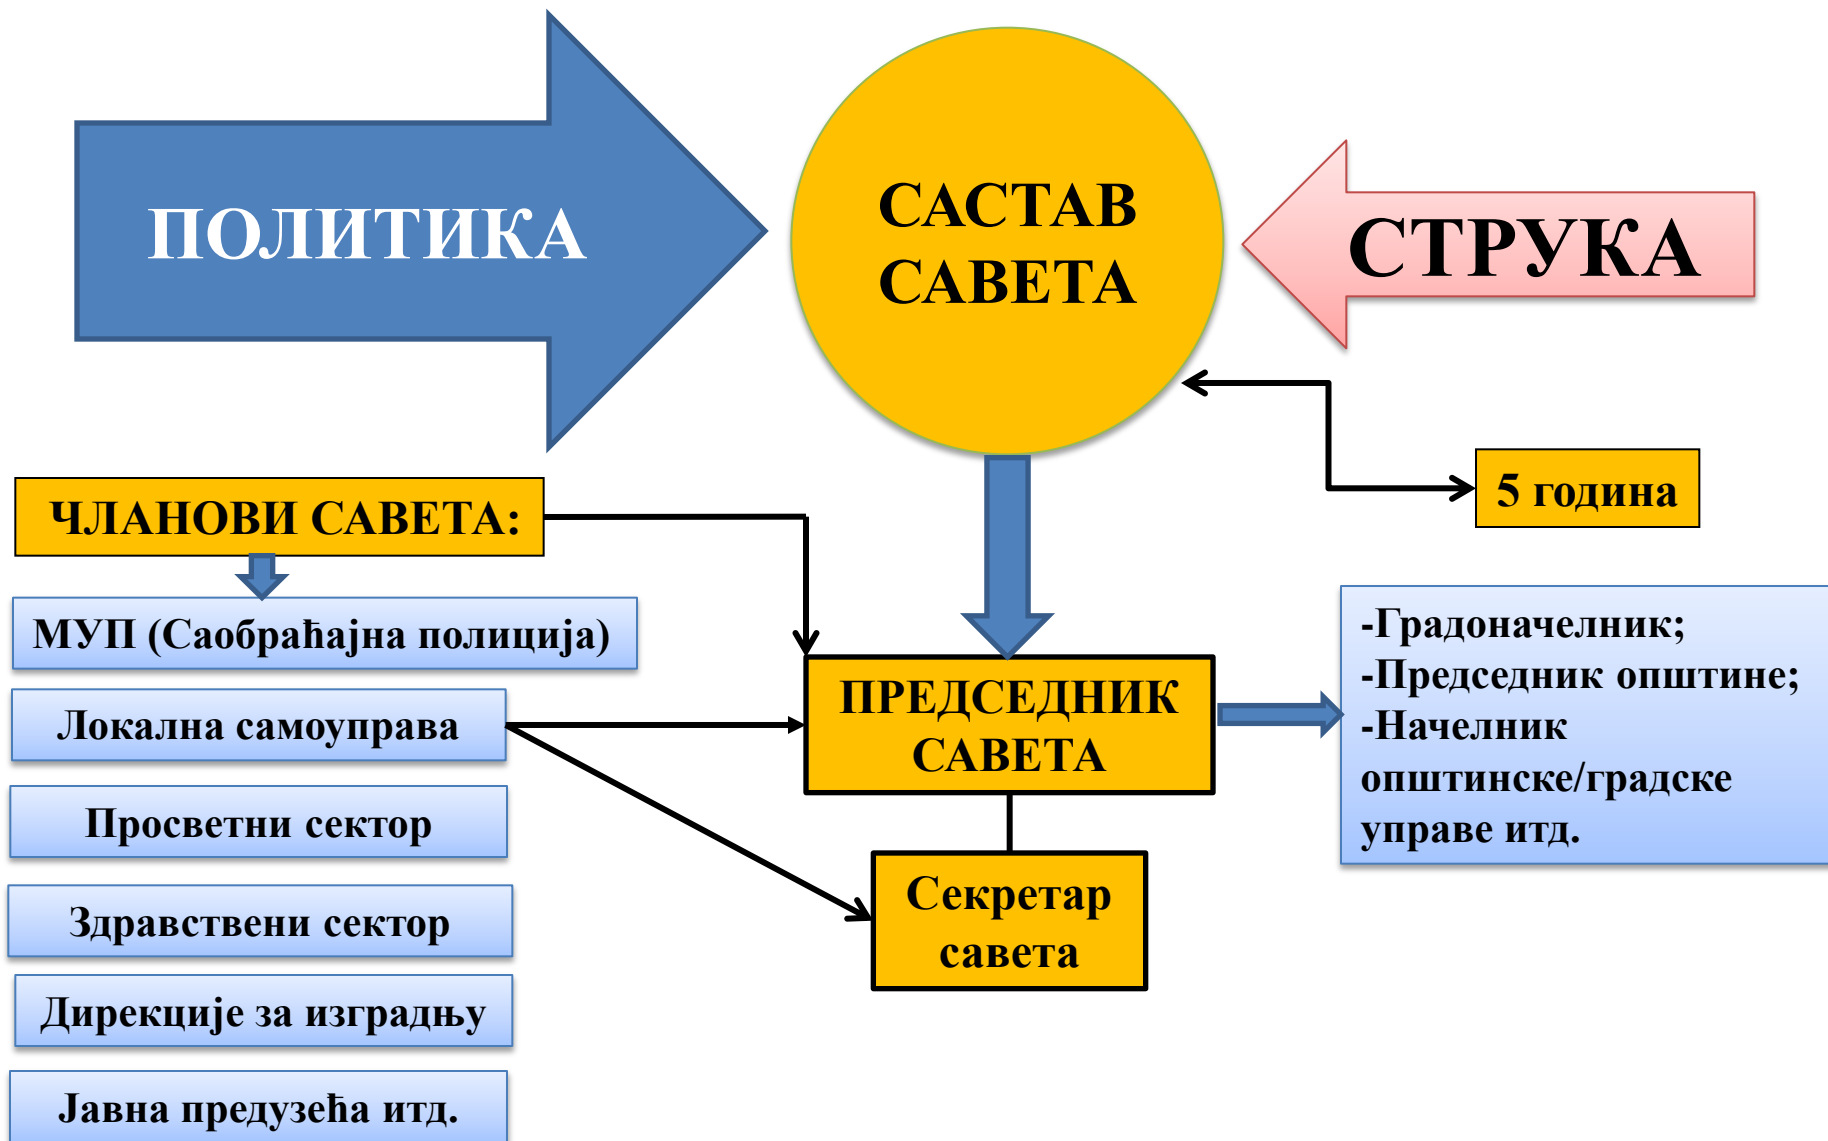 ПОЛИТИКА
САСТАВ
САВЕТА
СТРУКА
5 година
ЧЛАНОВИ САВЕТА:
МУП (Саобраћајна полиција)
Локална самоуправа
Просветни сектор
Здравствени сектор
Дирекције за изградњу
Јавна предузећа итд.
ПРЕДСЕДНИК
САВЕТА
Секретар
савета
-Градоначелник;
-Председник општине;
-Начелник
општинске/градске
управе итд.